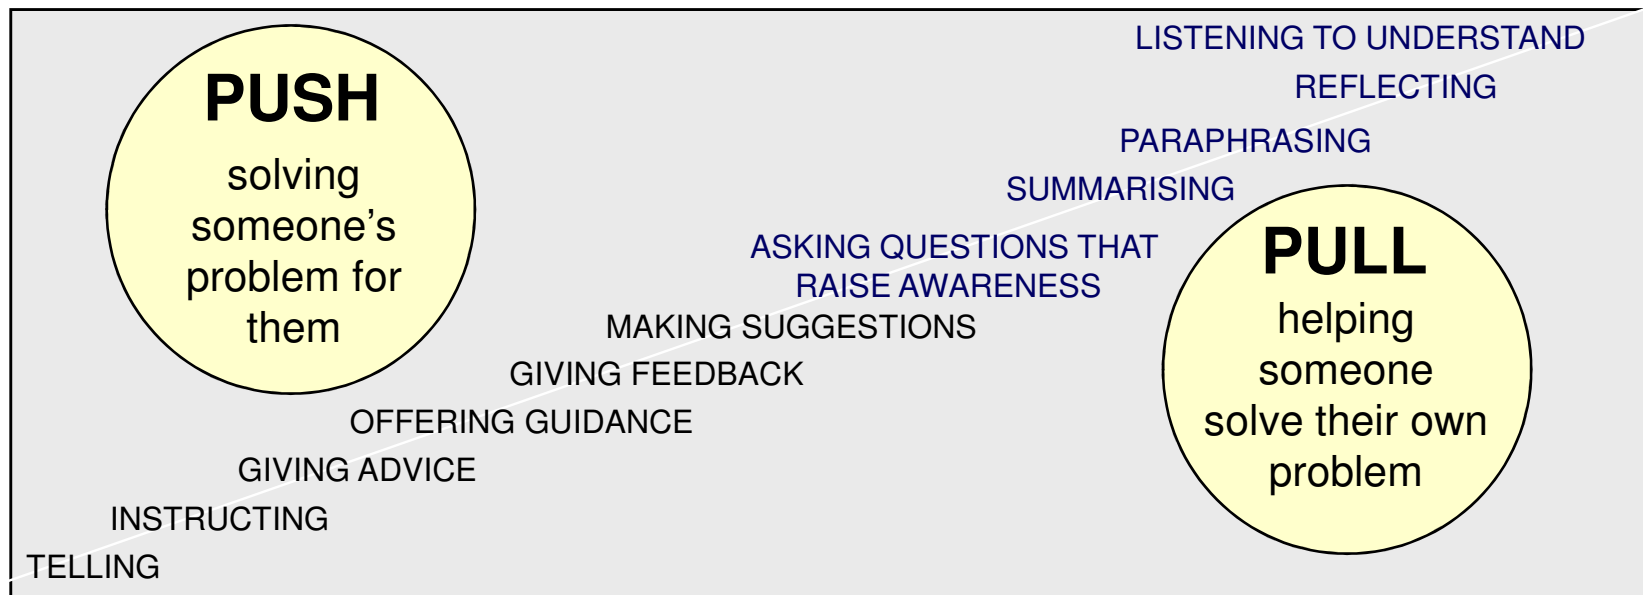 PUSH
solving
someone’s
problem for
them
LISTENING TO UNDERSTAND
REFLECTING
PARAPHRASING
SUMMARISING
ASKING QUESTIONS THAT
RAISE AWARENESS
MAKING SUGGESTIONS
GIVING FEEDBACK
OFFERING GUIDANCE
GIVING ADVICE
INSTRUCTING
TELLING
PULL
helping
someone
solve their own
problem